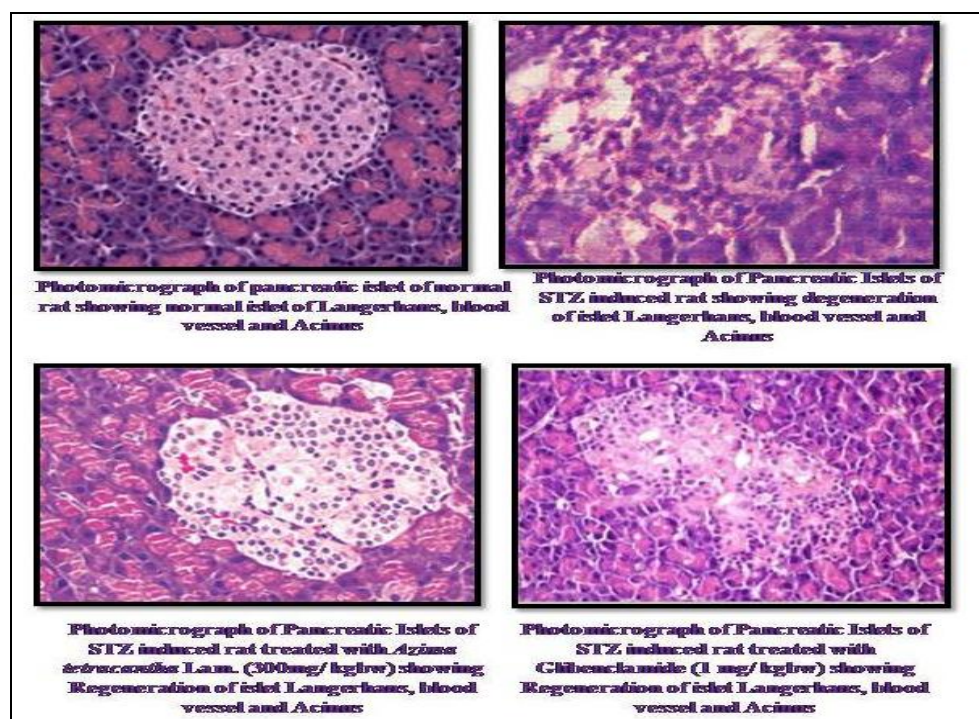 Photomicrograph of pancreatic islet of normal
rat showing normal islet of Langerhans, blood
vessel and Acinus
Photomicrograph of Pancreatic Islets of
STZ induced rat showing degeneration
of islet Langerhans, blood vessel and
Acinus
Photomicrograph of Pancreatic Islets of
STZ induced rat treated with Azima
tetracantha Lam. (300mg/ kgbw) showing
Regeneration of islet Langerhans, blood
vessel and Acinus
Photomicrograph of Pancreatic Islets of
STZ induced rat treated with
Glibenclamide (1 mg/ kgbw) showing
Regeneration of islet Langerhans, blood
vessel and Acinus